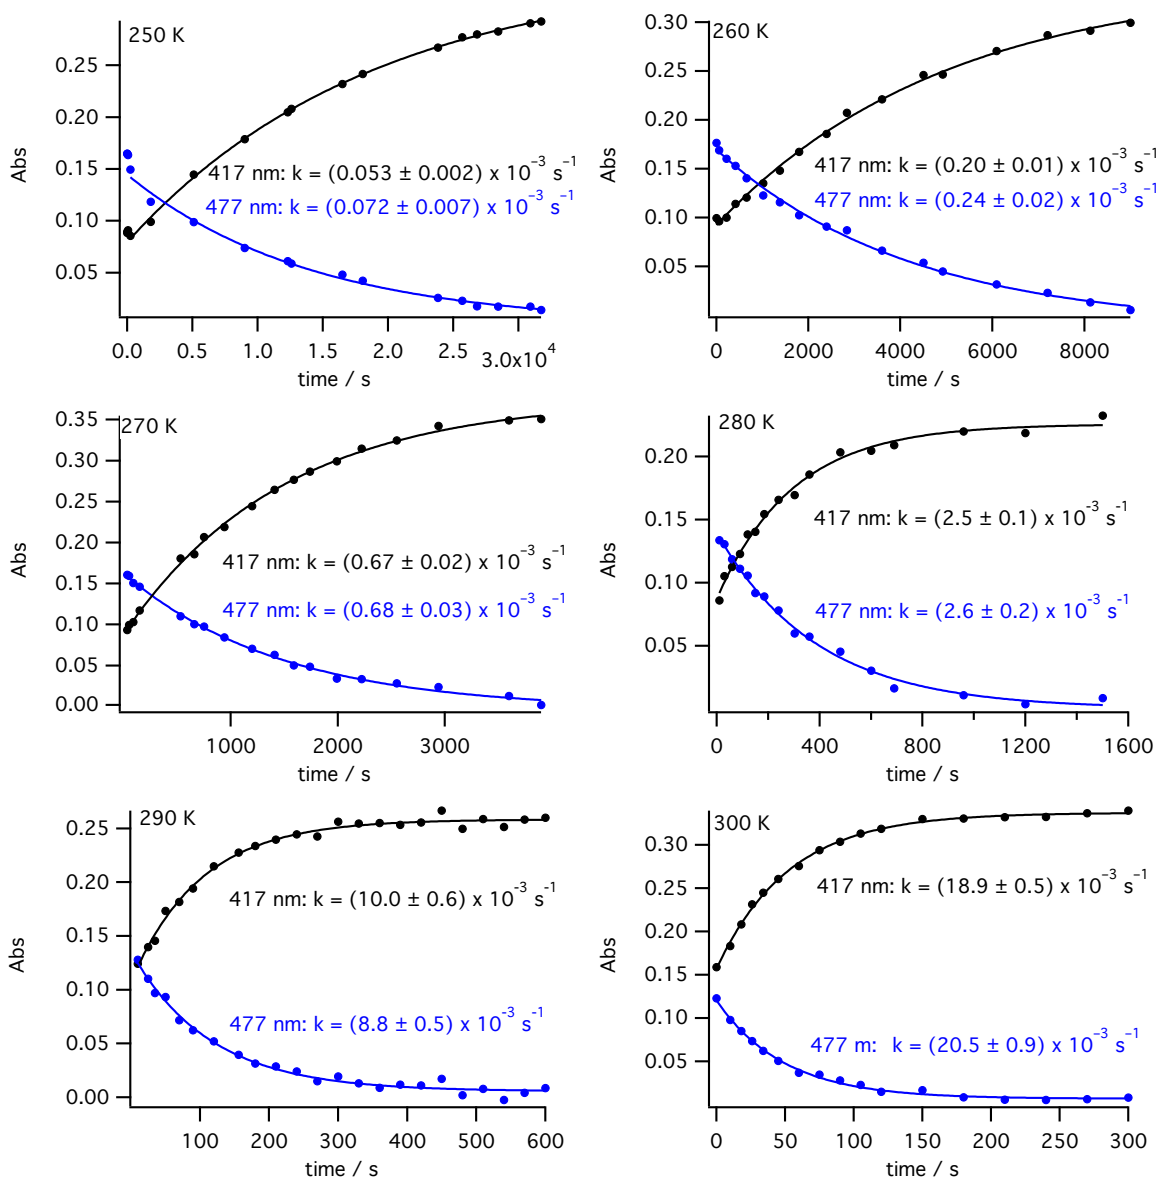 250 K
Abs
0.25
0.20
0.15
0.10
0.05
417 nm: k = (0.053 ± 0.002) x 10⁻³ s⁻¹
477 nm: k = (0.072 ± 0.007) x 10⁻³ s⁻¹
0.0 0.5 1.0 1.5 2.0 2.5 3.0x10⁴
time / s
260 K
Abs
0.30
0.25
0.20
0.15
0.10
0.05
417 nm: k = (0.20 ± 0.01) x 10⁻³ s⁻¹
477 nm: k = (0.24 ± 0.02) x 10⁻³ s⁻¹
0 2000 4000 6000 8000
time / s
270 K
Abs
0.35
0.30
0.25
0.20
0.15
0.10
0.05
0.00
417 nm: k = (0.67 ± 0.02) x 10⁻³ s⁻¹
477 nm: k = (0.68 ± 0.03) x 10⁻³ s⁻¹
1000 2000 3000
time / s
280 K
Abs
0.20
0.15
0.10
0.05
417 nm: k = (2.5 ± 0.1) x 10⁻³ s⁻¹
477 nm: k = (2.6 ± 0.2) x 10⁻³ s⁻¹
0 400 800 1200 1600
time / s
290 K
Abs
0.25
0.20
0.15
0.10
0.05
0.00
417 nm: k = (10.0 ± 0.6) x 10⁻³ s⁻¹
477 nm: k = (8.8 ± 0.5) x 10⁻³ s⁻¹
100 200 300 400 500 600
time / s
300 K
Abs
0.30
0.25
0.20
0.15
0.10
0.05
417 nm: k = (18.9 ± 0.5) x 10⁻³ s⁻¹
477 m: k = (20.5 ± 0.9) x 10⁻³ s⁻¹
0 50 100 150 200 250 300
time / s